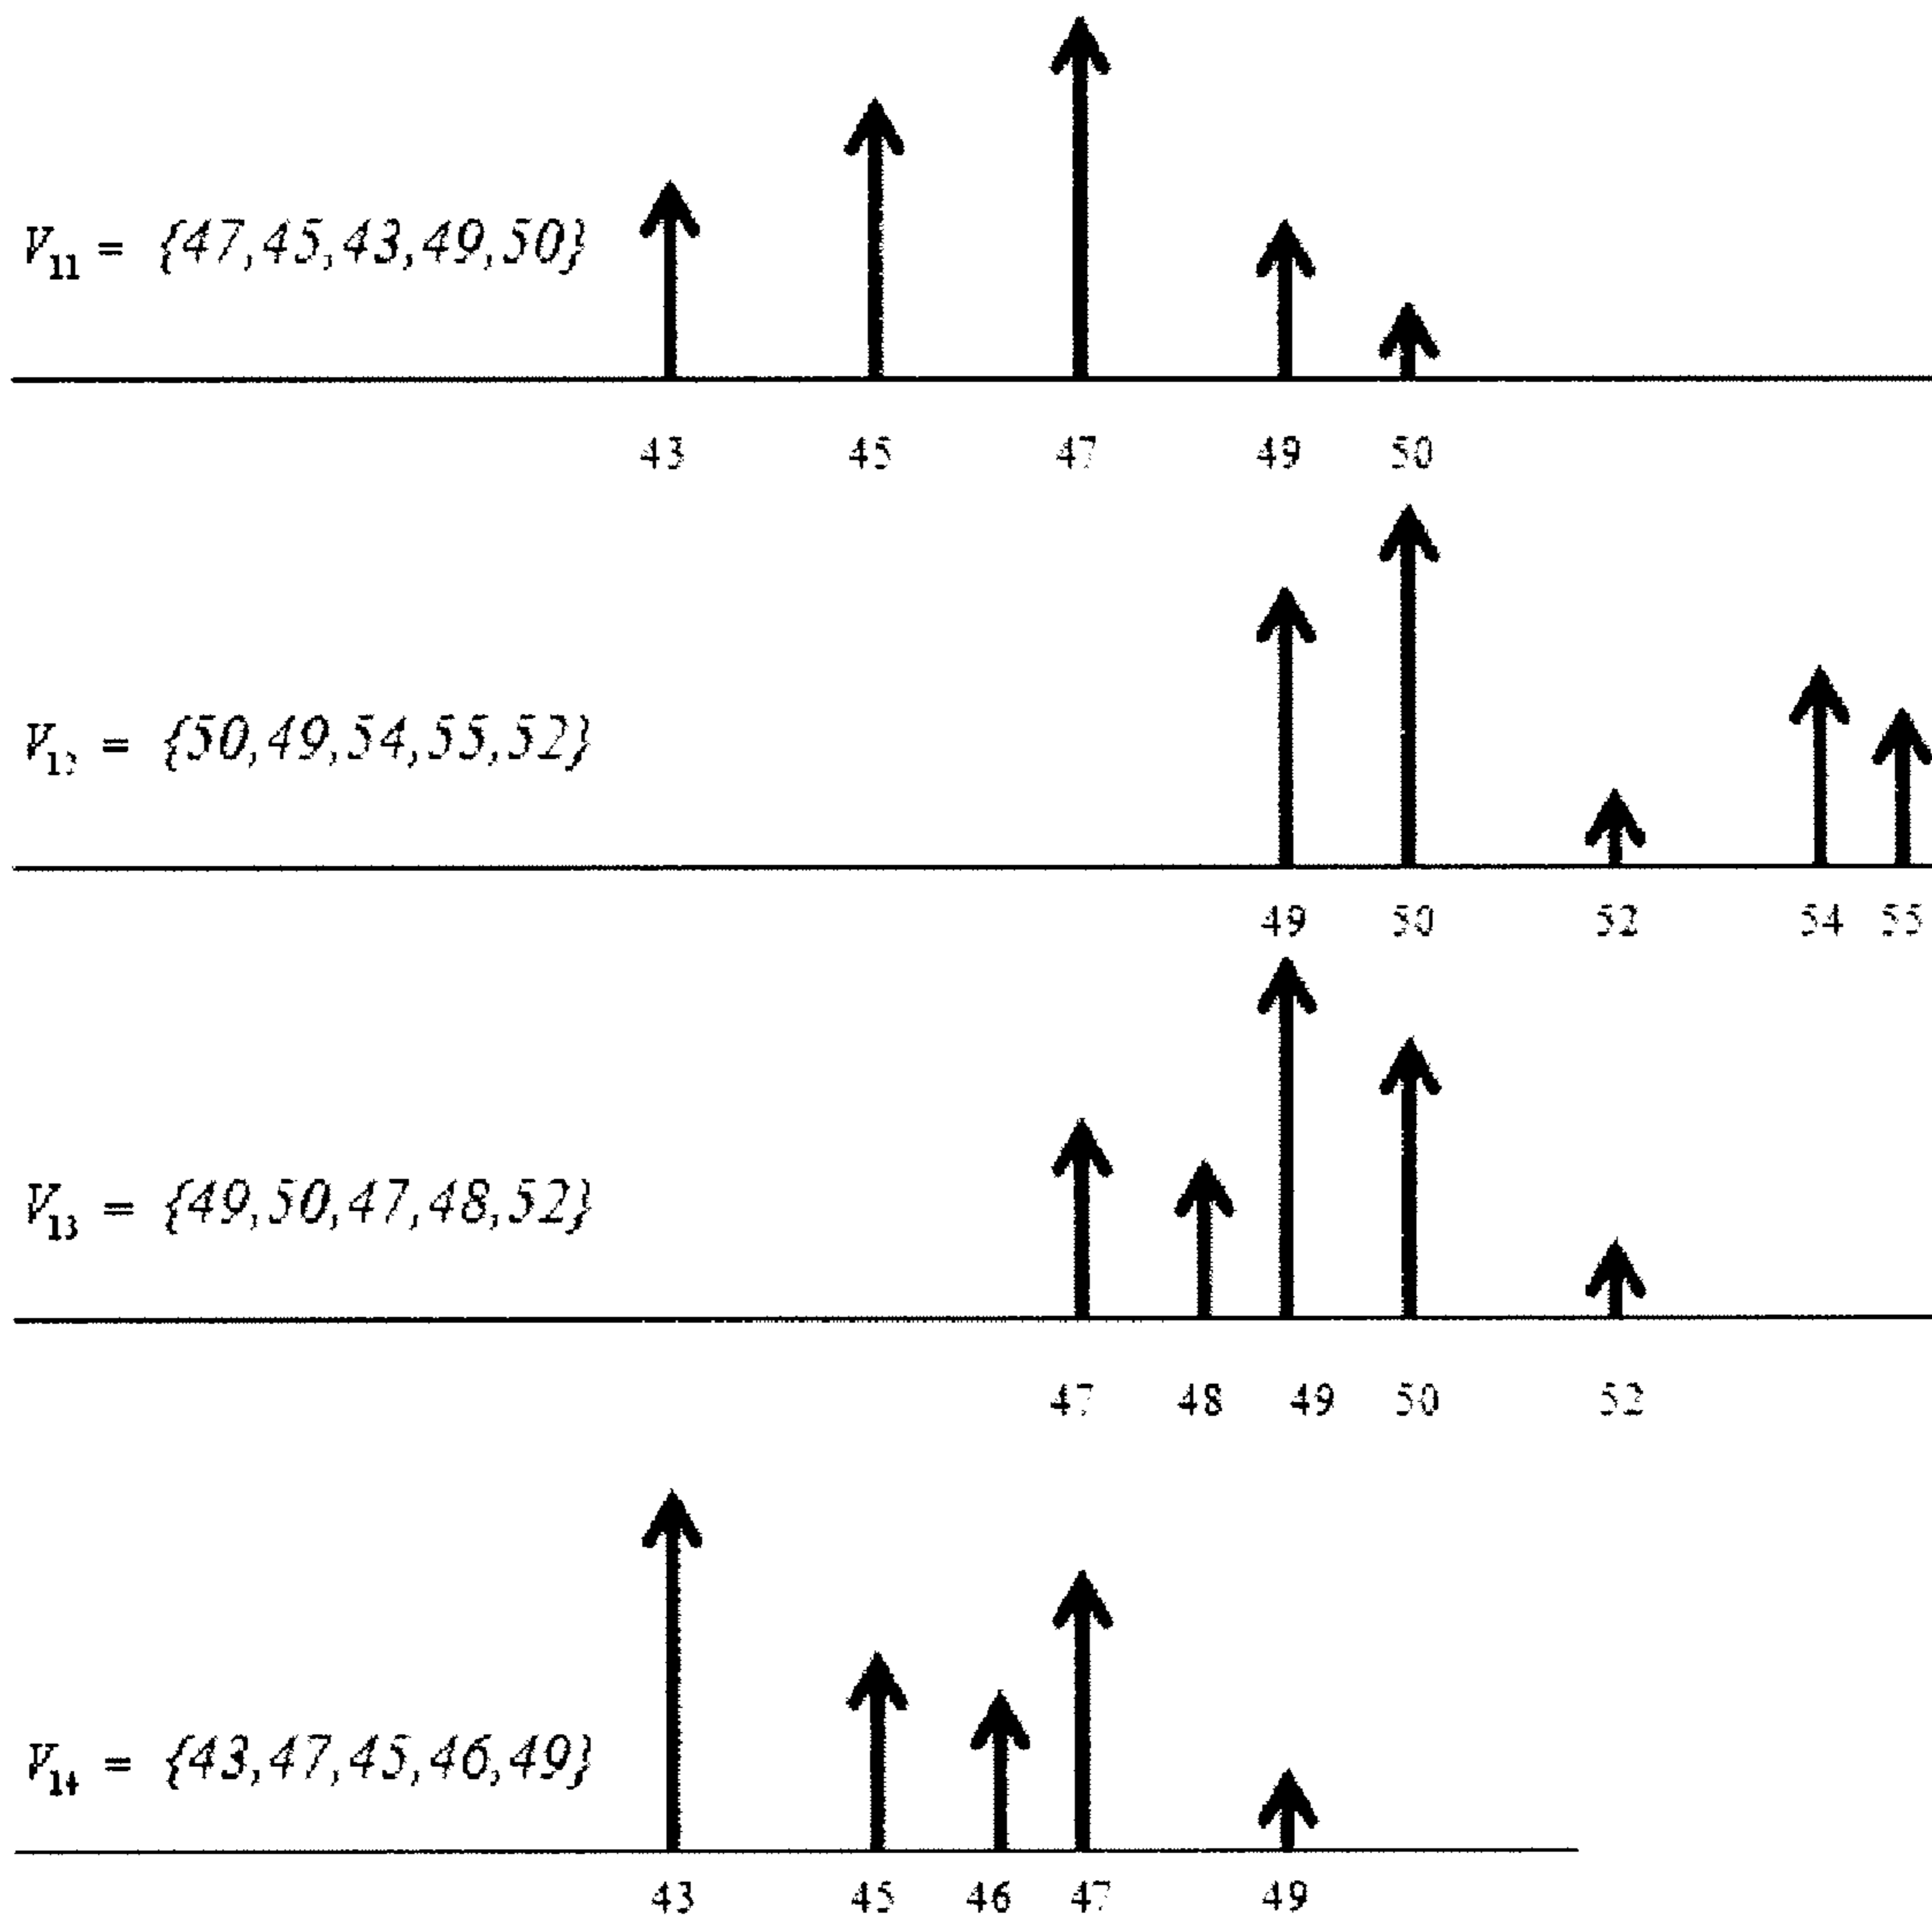 V11 = {47,45,43,49,50}
43 45 47 49 50
V12 = {50,49,54,55,52}
49 50 52 54 55
V13 = {49,50,47,48,52}
47 48 49 50 52
V14 = {43,47,45,46,49}
43 45 46 47 49